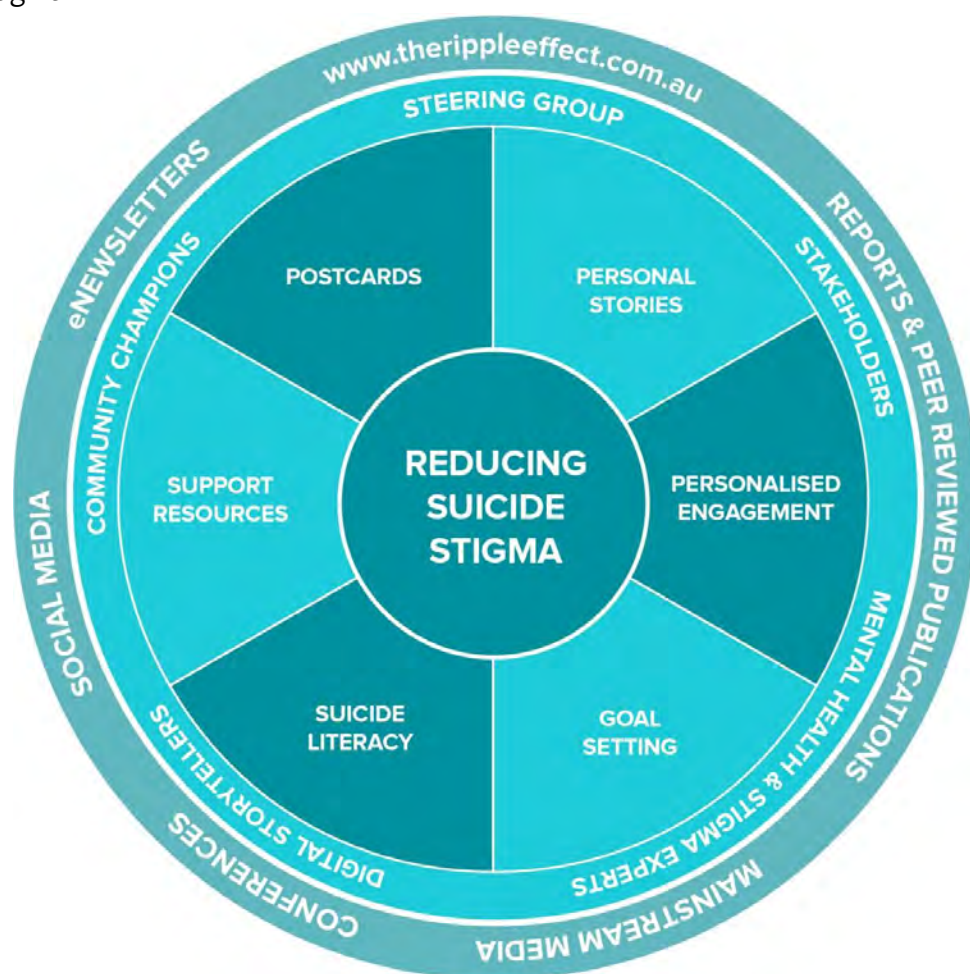 www.therippleeffect.com.au
REPORTS & PEER REVIEWED PUBLICATIONS
MAINSTREAM MEDIA
CONFERENCES
SOCIAL MEDIA
eNEWSLETTERS
STEERING GROUP
STAKEHOLDERS
MENTAL HEALTH & STIGMA EXPERTS
DIGITAL STORYTELLERS
COMMUNITY CHAMPIONS
POSTCARDS
PERSONAL
STORIES
PERSONALISED
ENGAGEMENT
GOAL
SETTING
SUICIDE
LITERACY
SUPPORT
RESOURCES
REDUCING
SUICIDE
STIGMA